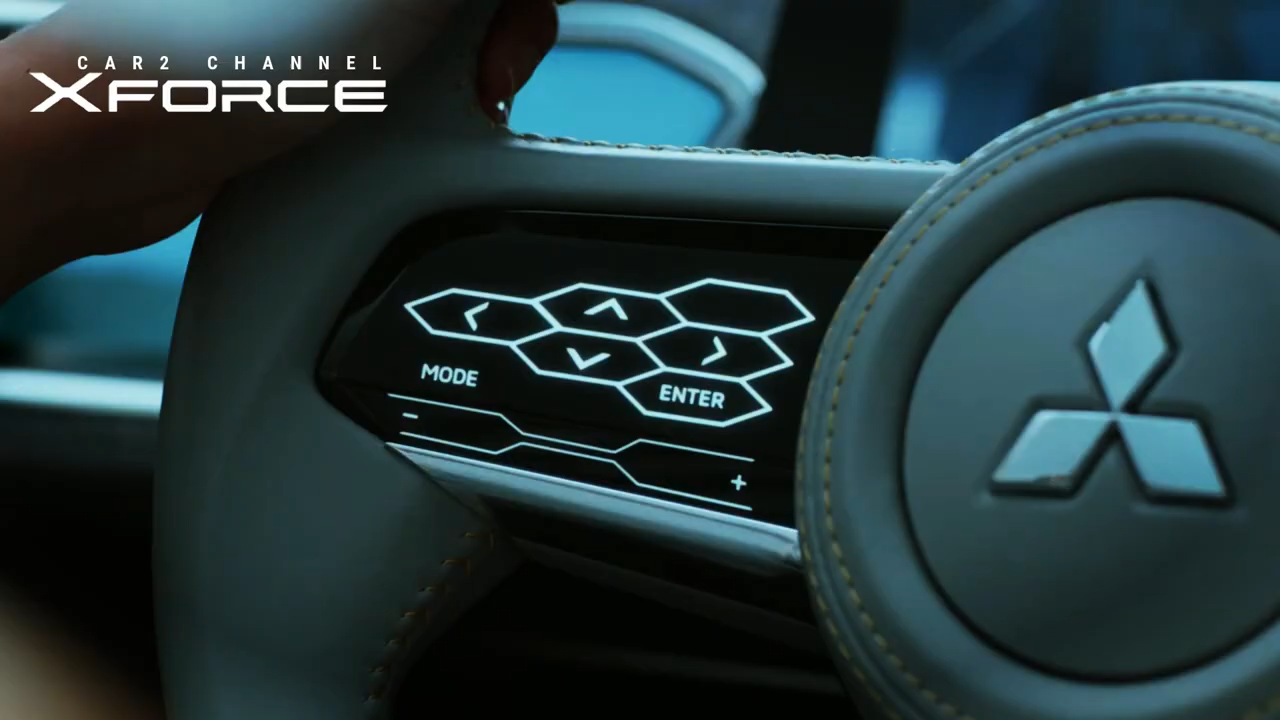 CAR2 CHANNEL
XFORCE
MODE
ENTER
-
+